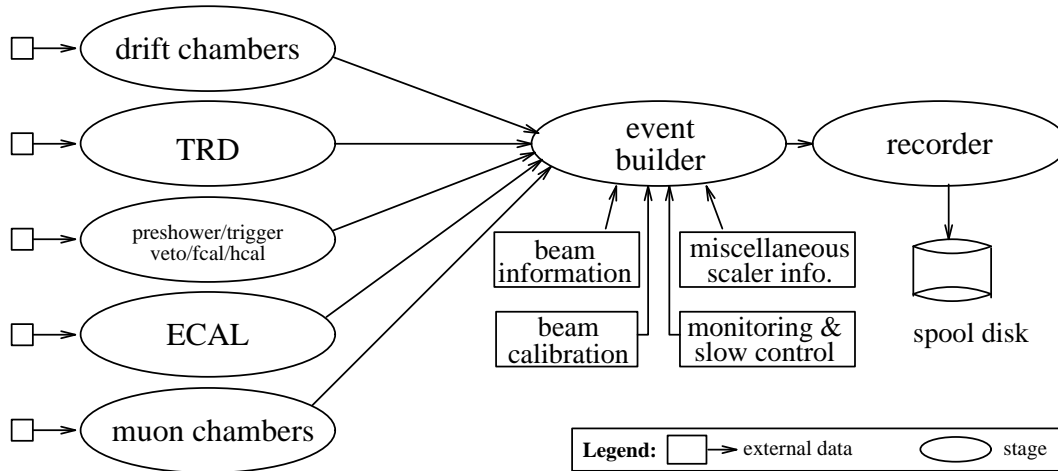 drift chambers
TRD
preshower/trigger
veto/fcal/hcal
ECAL
muon chambers
event
builder
recorder
beam
information
miscellaneous
scaler info.
beam
calibration
monitoring &
slow control
spool disk
Legend: external data stage